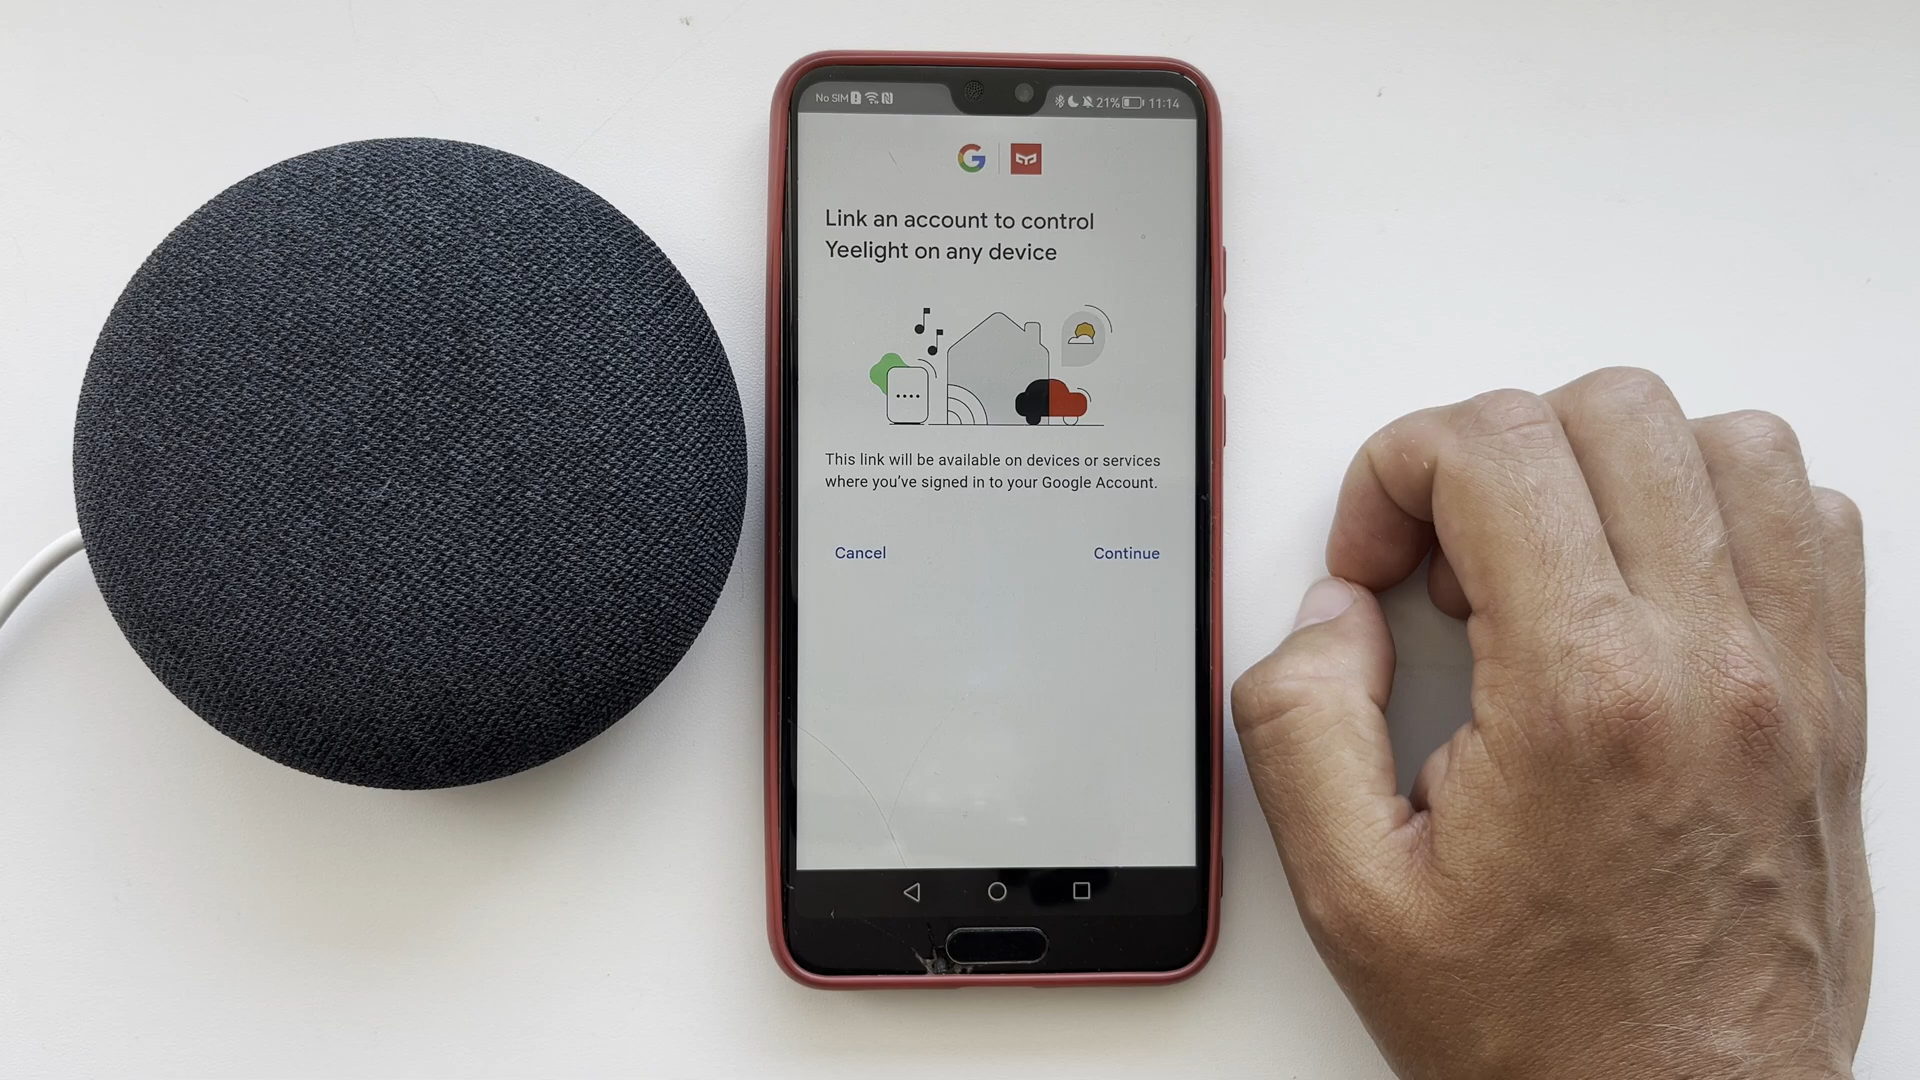 No SIM 21% 11:14
G
Link an account to control
Yeelight on any device
This link will be available on devices or services
where you've signed in to your Google Account.
Cancel Continue